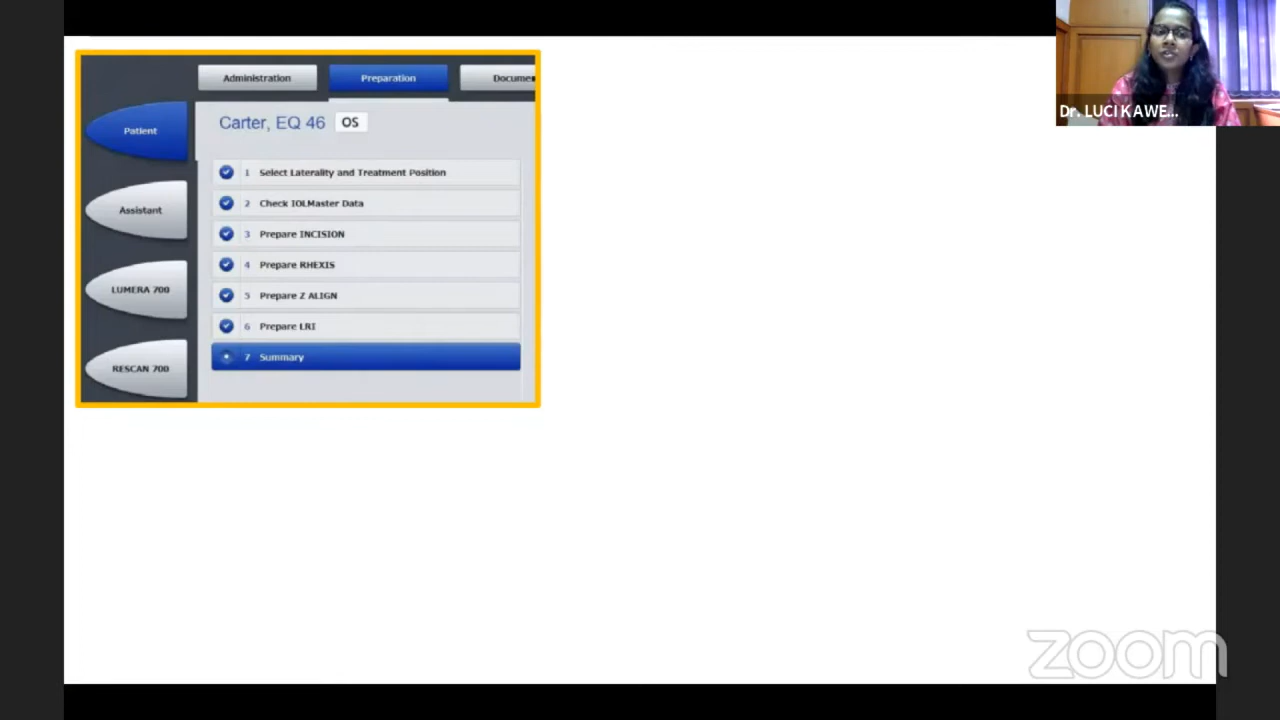 Administration
Preparation
Docume
Patient
Carter, EQ 46 OS
1 Select Laterality and Treatment Position
Assistant
2 Check IOLMaster Data
3 Prepare INCISION
4 Prepare RHEXIS
LUMERA 700
5 Prepare Z ALIGN
6 Prepare LRI
7 Summary
RESCAN 700
Dr. LUCI KAWE...
zoom